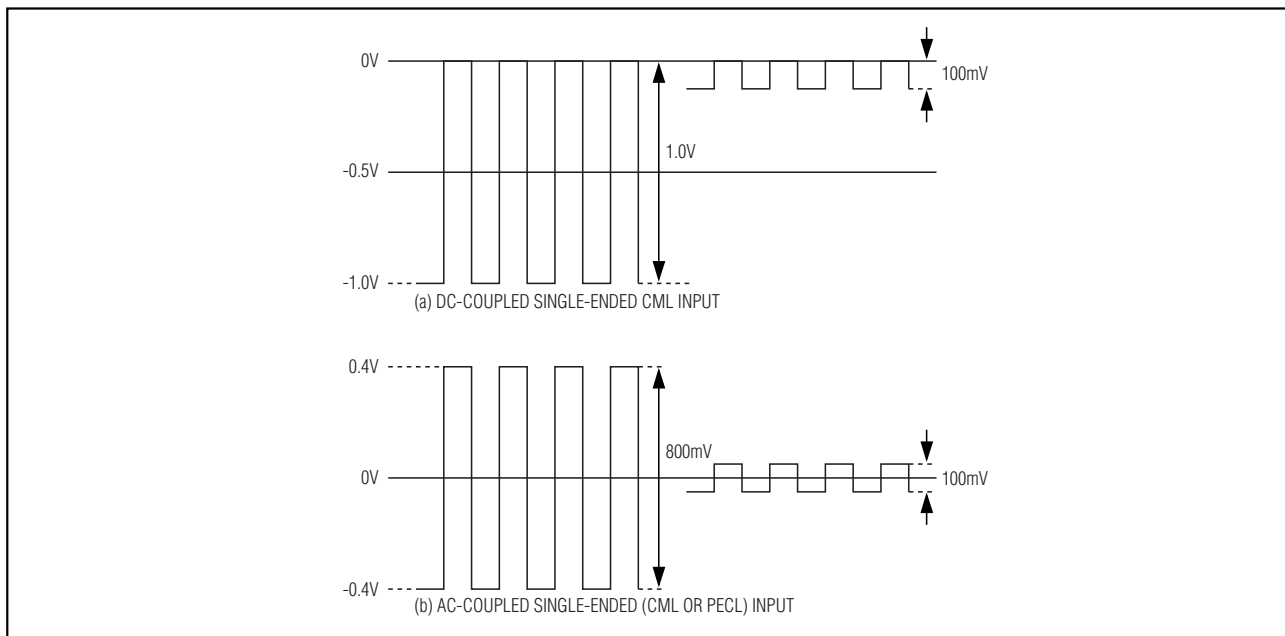 0V
100mV
1.0V
-0.5V
-1.0V
(a) DC-COUPLED SINGLE-ENDED CML INPUT
0.4V
800mV
0V
100mV
-0.4V
(b) AC-COUPLED SINGLE-ENDED (CML OR PECL) INPUT